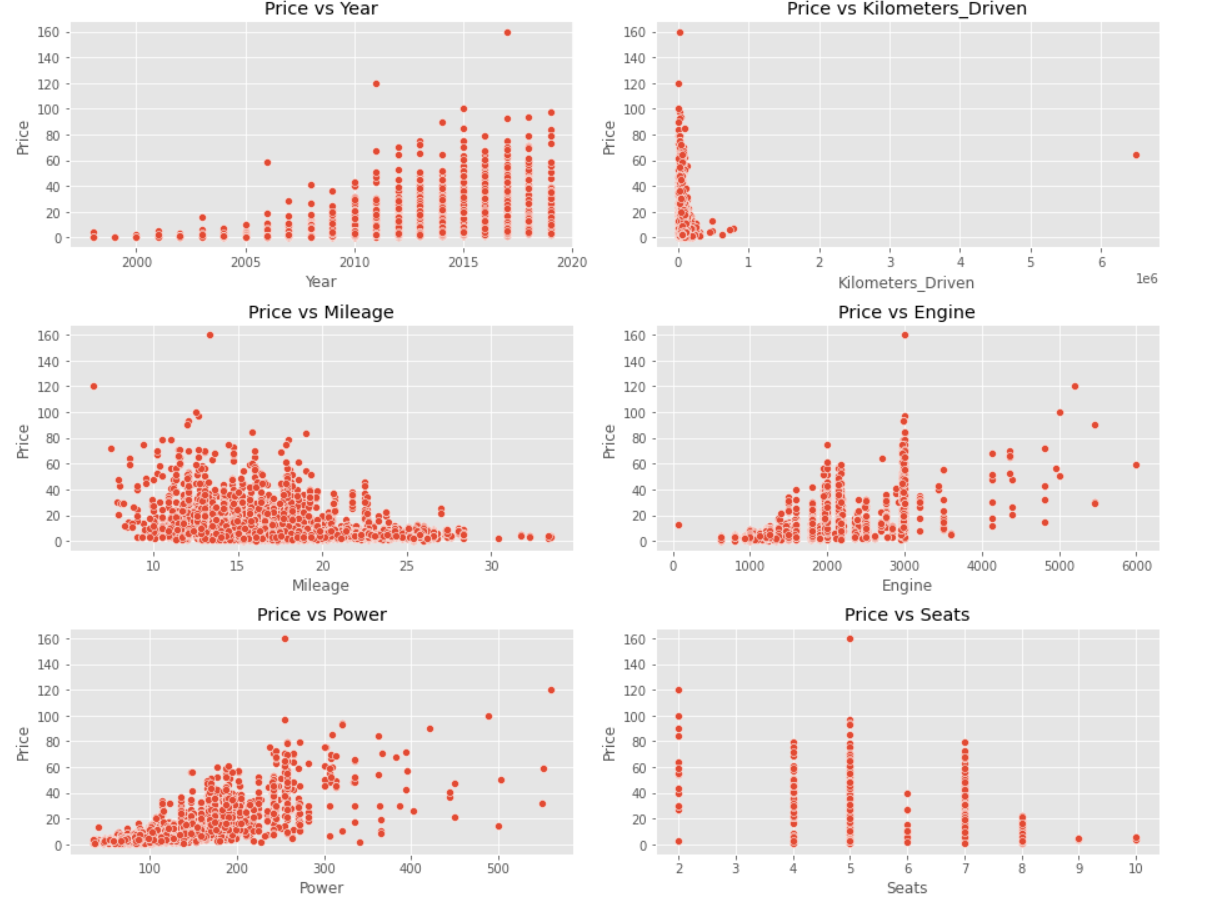 Price vs Year
160
140
120
100
80
60
40
20
0
Price
2000 2005 2010 2015 2020
Year
Price vs Kilometers_Driven
160
140
120
100
80
60
40
20
0
Price
0 1 2 3 4 5 6
1e6
Kilometers_Driven
Price vs Mileage
160
140
120
100
80
60
40
20
0
Price
10 15 20 25 30
Mileage
Price vs Engine
160
140
120
100
80
60
40
20
0
Price
0 1000 2000 3000 4000 5000 6000
Engine
Price vs Power
160
140
120
100
80
60
40
20
0
Price
100 200 300 400 500
Power
Price vs Seats
160
140
120
100
80
60
40
20
0
Price
2 3 4 5 6 7 8 9 10
Seats